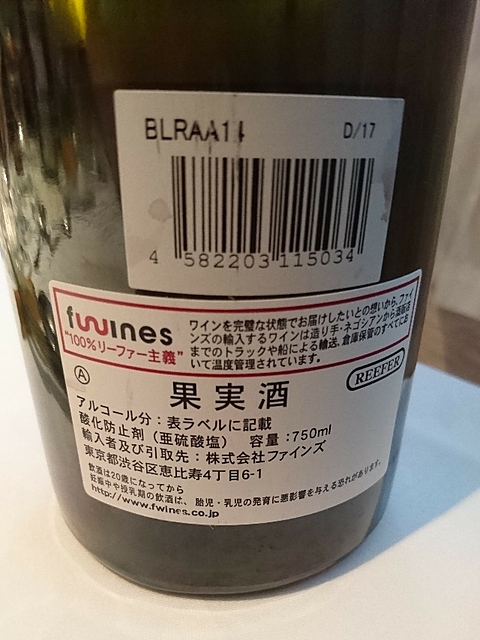 BLRAA14 D/17
4 582203 115034
fwines
"100%リーファー主義"
ワインを完璧な状態でお届けしたいとの想いから、ファイ
ンズの輸入するワインは造り手・ネゴシアンから酒販店
までのトラックや船による輸送、倉庫保管のすべてにお
いて温度管理されています。
REEFER
A
果実酒
アルコール分：表ラベルに記載
酸化防止剤（亜硫酸塩） 容量：750ml
輸入者及び引取先：株式会社ファインズ
東京都渋谷区恵比寿4丁目6-1
飲酒は20歳になってから
妊娠中や授乳期の飲酒は、胎児・乳児の発育に悪影響を与える恐れがあります。
http://www.fwines.co.jp